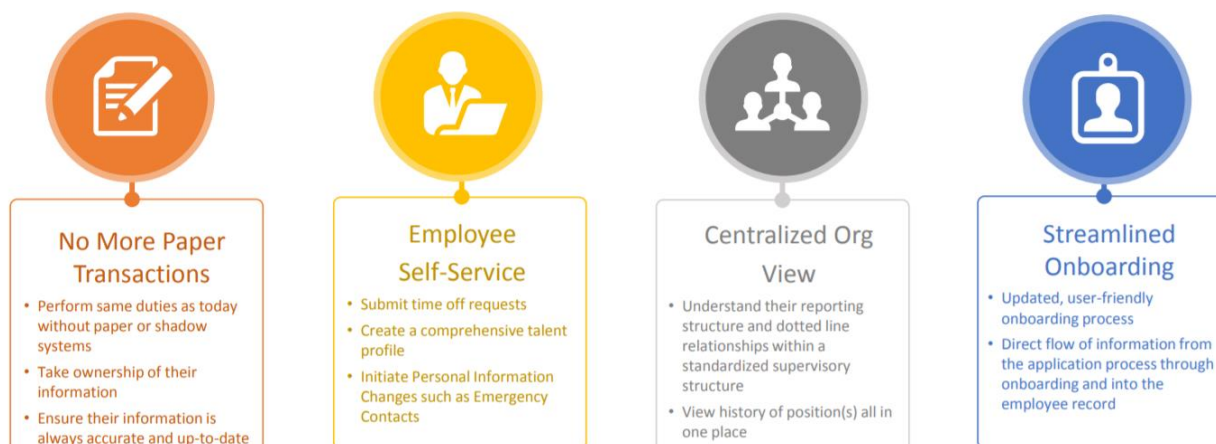 No More Paper
Transactions
• Perform same duties as today
without paper or shadow
systems
• Take ownership of their
information
• Ensure their information is
always accurate and up-to-date
Employee
Self-Service
• Submit time off requests
• Create a comprehensive talent
profile
• Initiate Personal Information
Changes such as Emergency
Contacts
Centralized Org
View
• Understand their reporting
structure and dotted line
relationships within a
standardized supervisory
structure
• View history of position(s) all in
one place
Streamlined
Onboarding
• Updated, user-friendly
onboarding process
• Direct flow of information from
the application process through
onboarding and into the
employee record